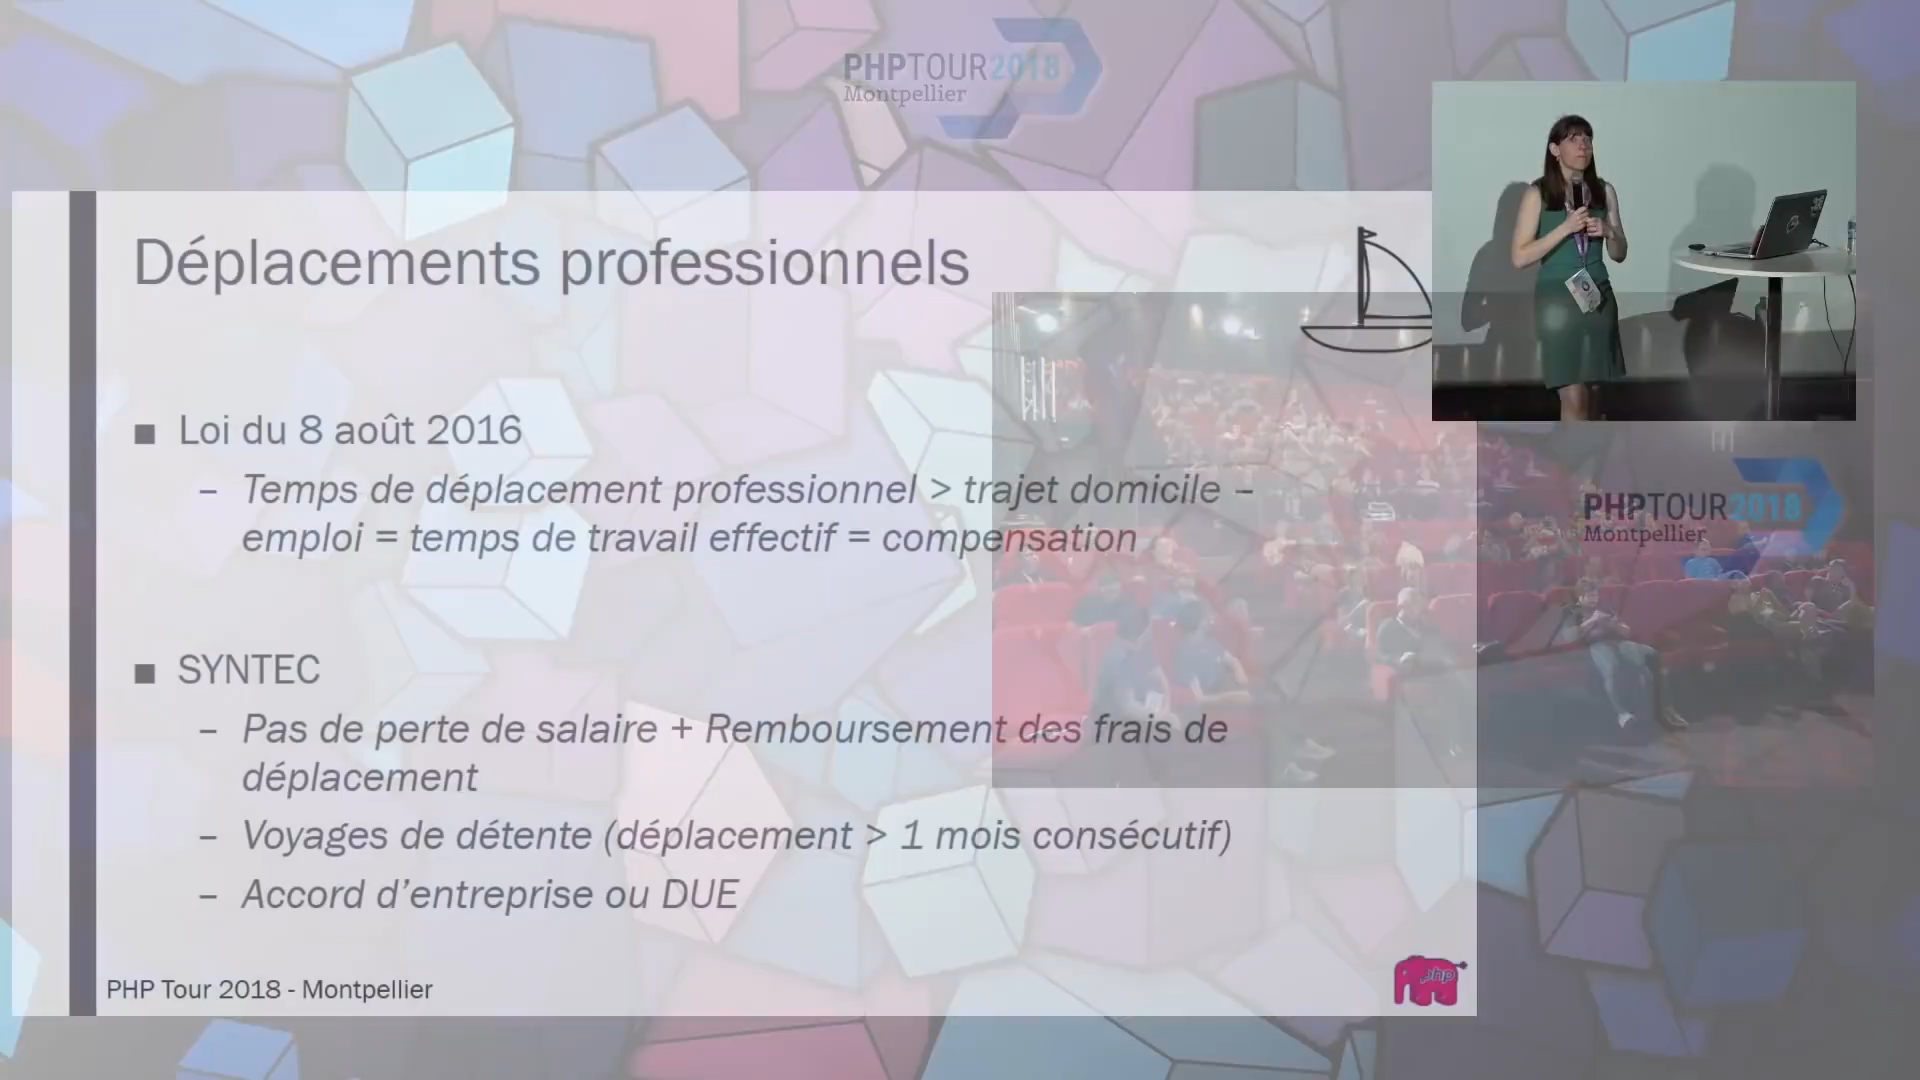 PHPTOUR2018
Montpellier
Déplacements professionnels
■ Loi du 8 août 2016
– Temps de déplacement professionnel > trajet domicile –
emploi = temps de travail effectif = compensation
PHPTOUR2018
Montpellier
■ SYNTEC
– Pas de perte de salaire + Remboursement des frais de
déplacement
– Voyages de détente (déplacement > 1 mois consécutif)
– Accord d’entreprise ou DUE
PHP Tour 2018 - Montpellier
php